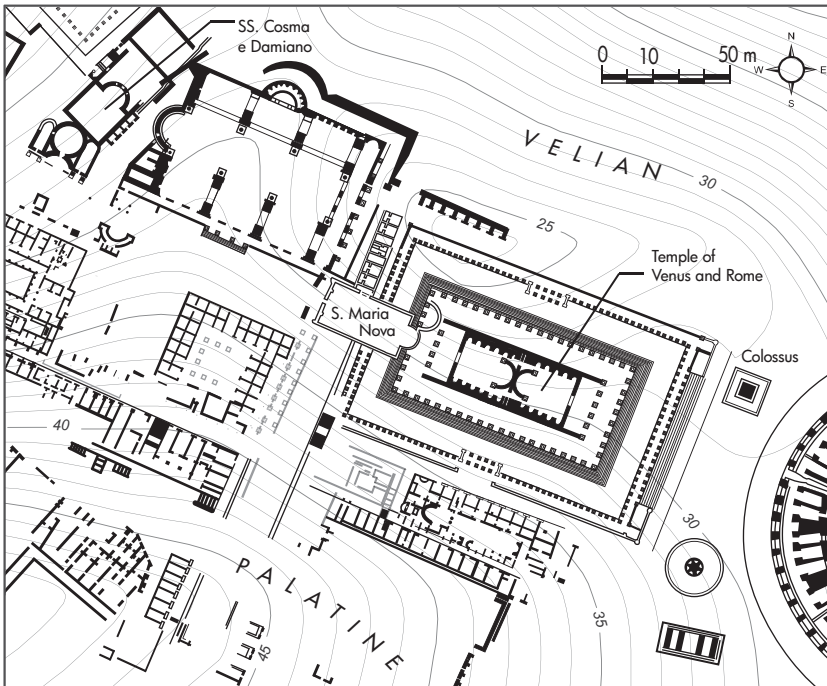 SS. Cosma
e Damiano
0 10 50 m
N
W E
S
VELIAN
30
25
Temple of
Venus and Rome
S. Maria
Nova
Colossus
40
30
PALATINE
35
45